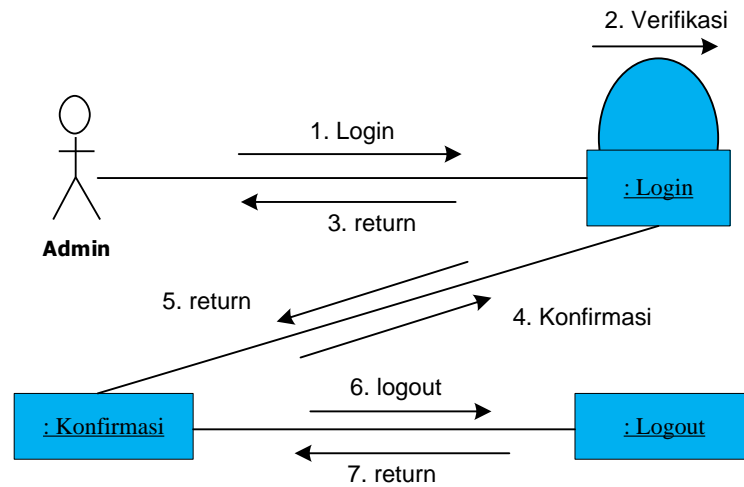 2. Verifikasi
1. Login
: Login
3. return
Admin
5. return
4. Konfirmasi
6. logout
: Konfirmasi
: Logout
7. return